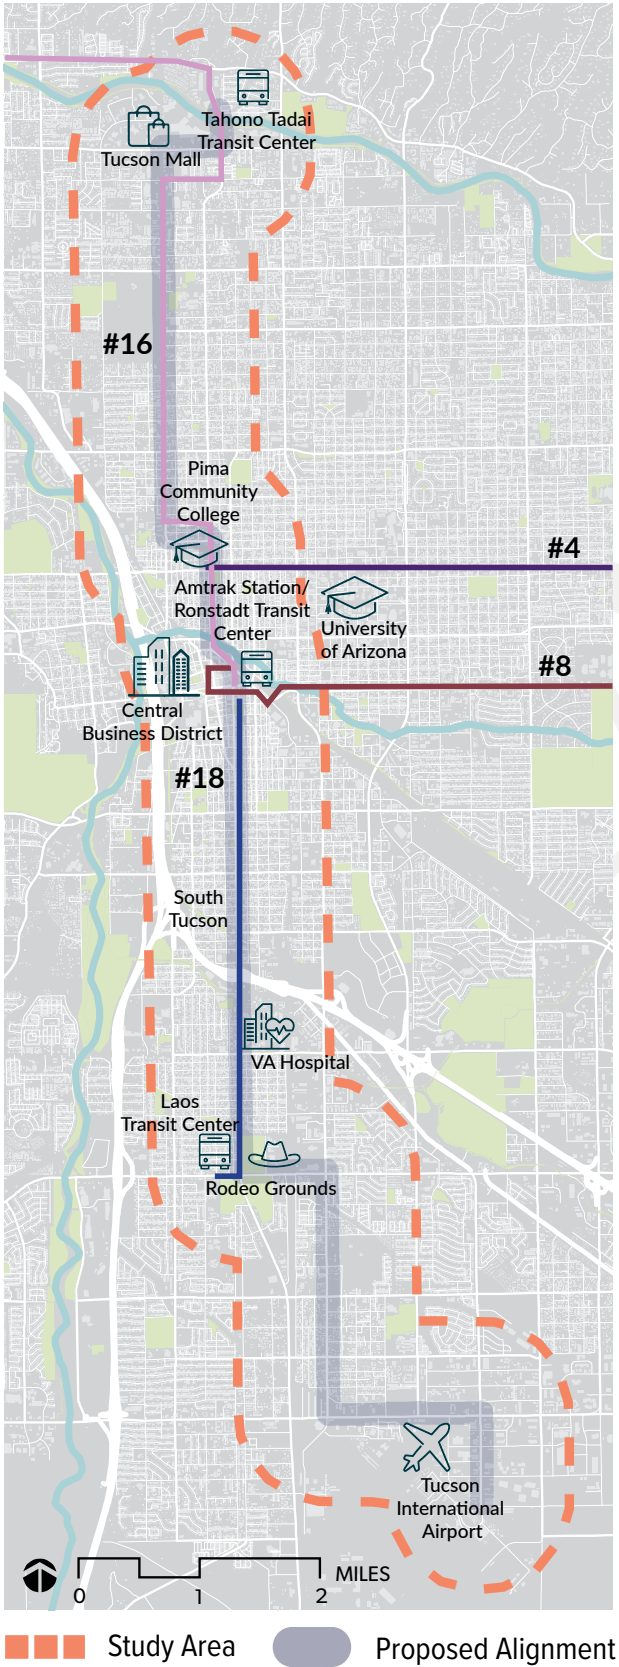 Tahono Tadai
Transit Center
Tucson Mall
#16
Pima
Community
College
#4
Amtrak Station/
Ronstadt Transit
Center
University
of Arizona
#8
Central
Business District
#18
South
Tucson
VA Hospital
Laos
Transit Center
Rodeo Grounds
Tucson
International
Airport
MILES
0 1 2
Study Area Proposed Alignment